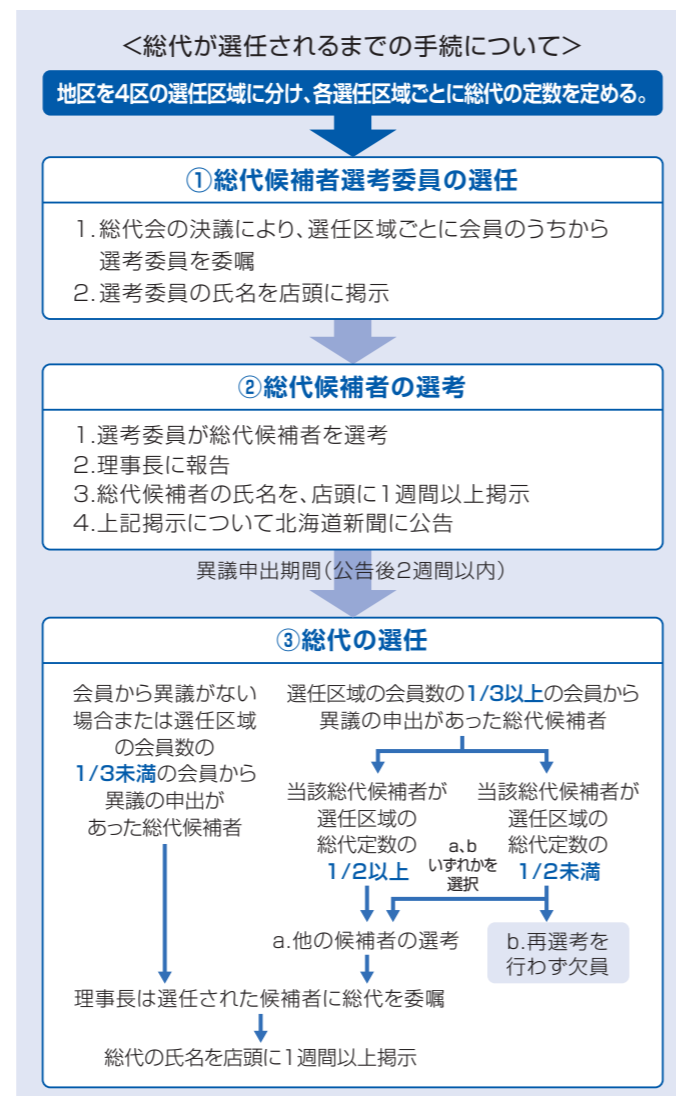 ＜総代が選任されるまでの手続について＞
地区を4区の選任区域に分け、各選任区域ごとに総代の定数を定める。
①総代候補者選考委員の選任
1.総代会の決議により、選任区域ごとに会員のうちから
選考委員を委嘱
2.選考委員の氏名を店頭に掲示
②総代候補者の選考
1.選考委員が総代候補者を選考
2.理事長に報告
3.総代候補者の氏名を、店頭に1週間以上掲示
4.上記掲示について北海道新聞に公告
異議申出期間（公告後2週間以内）
③総代の選任
会員から異議がない
場合または選任区域
の会員数の
1/3未満の会員から
異議の申出が
あった総代候補者
選任区域の会員数の1/3以上の会員から
異議の申出があった総代候補者
当該総代候補者が
選任区域の
総代定数の
1/2以上
a、b
いずれかを
選択
当該総代候補者が
選任区域の
総代定数の
1/2未満
a.他の候補者の選考
b.再選考を
行わず欠員
理事長は選任された候補者に総代を委嘱
総代の氏名を店頭に1週間以上掲示